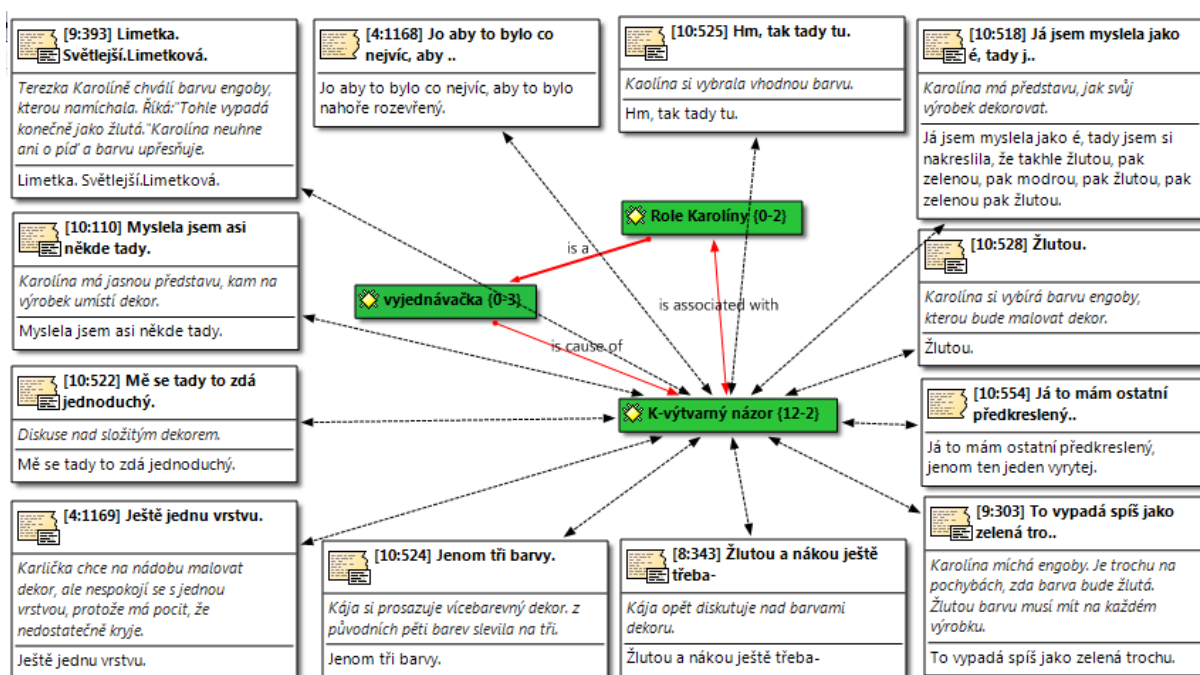 [9:393] Limetka.
Světlejší.Limetková.
Terezka Karolíně chválí barvu engoby,
kterou namíchala. Říká:"Tohle vypadá
konečně jako žlutá."Karolína neuhne
ani o píď a barvu upřesňuje.
Limetka. Světlejší.Limetková.
[4:1168] Jo aby to bylo co
nejvíc, aby ..
Jo aby to bylo co nejvíc, aby to bylo
nahoře rozevřený.
[10:525] Hm, tak tady tu.
Kaolína si vybrala vhodnou barvu.
Hm, tak tady tu.
[10:518] Já jsem myslela jako
é, tady j..
Karolína má představu, jak svůj
výrobek dekorovat.
Já jsem myslela jako é, tady jsem si
nakreslila, že takhle žlutou, pak
zelenou, pak modrou, pak žlutou, pak
zelenou pak žlutou.
[10:110] Myslela jsem asi
někde tady.
Karolína má jasnou představu, kam na
výrobek umístí dekor.
Myslela jsem asi někde tady.
Role Karolíny {0-2}
is a
vyjednávačka {0-3}
is associated with
is cause of
K-výtvarný názor {12-2}
[10:528] Žlutou.
Karolína si vybírá barvu engoby,
kterou bude malovat dekor.
Žlutou.
[10:522] Mě se tady to zdá
jednoduchý.
Diskuse nad složitým dekorem.
Mě se tady to zdá jednoduchý.
[10:554] Já to mám ostatní
předkreslený..
Já to mám ostatní předkreslený,
jenom ten jeden vyrytej.
[4:1169] Ještě jednu vrstvu.
Karlička chce na nádobu malovat
dekor, ale nespokojí se s jednou
vrstvou, protože má pocit, že
nedostatečně kryje.
Ještě jednu vrstvu.
[10:524] Jenom tři barvy.
Kája si prosazuje vícebarevný dekor. z
původních pěti barev slevila na tři.
Jenom tři barvy.
[8:343] Žlutou a nákou ještě
třeba-
Kája opět diskutuje nad barvami
dekoru.
Žlutou a nákou ještě třeba-
[9:303] To vypadá spíš jako
zelená tro..
Karolína míchá engoby. Je trochu na
pochybách, zda barva bude žlutá.
Žlutou barvu musí mít na každém
výrobku.
To vypadá spíš jako zelená trochu.